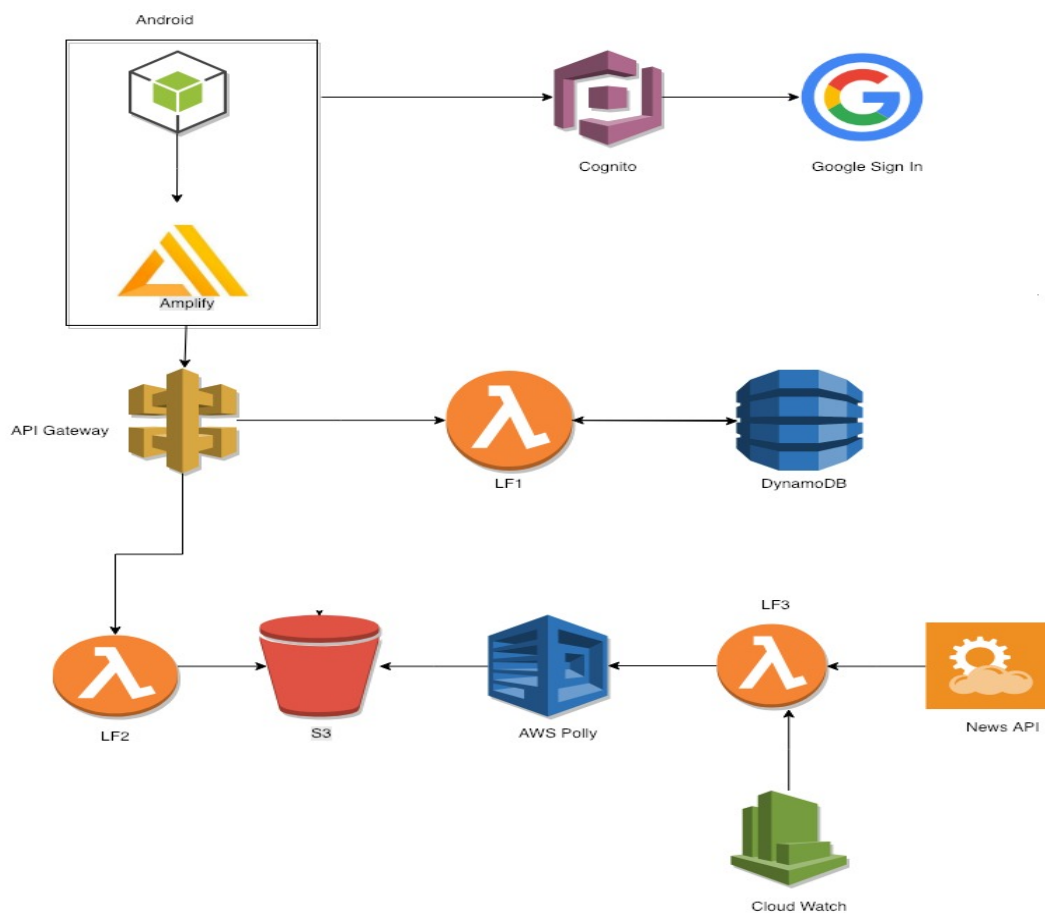 Android
Cognito
Google Sign In
Amplify
API Gateway
LF1
DynamoDB
LF3
LF2
S3
AWS Polly
News API
Cloud Watch